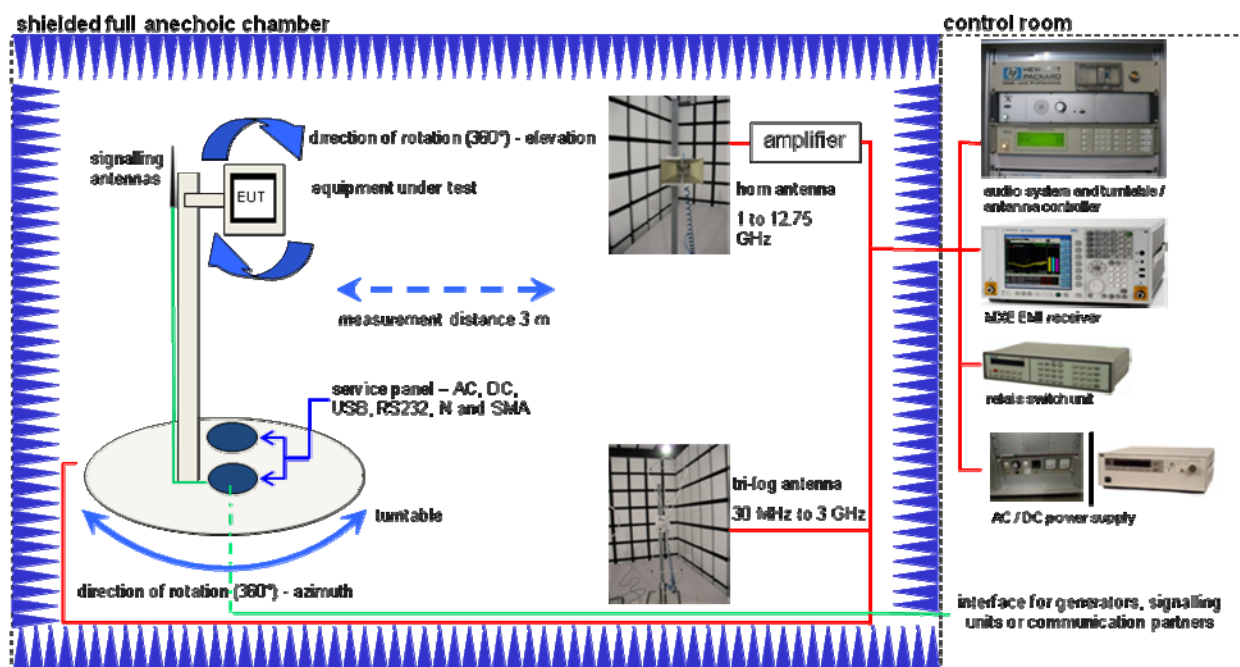 shielded full anechoic chamber
control room
HEWLETT
PACKARD
direction of rotation (360°) - elevation
signalling
antennas
EUT
equipment under test
amplifier
horn antenna
1 to 12.75
GHz
audio system and turntable /
antenna controller
measurement distance 3 m
MXE EMI receiver
service panel – AC, DC,
USB, RS232, N and SMA
relais switch unit
tri-log antenna
30 MHz to 3 GHz
turntable
AC / DC power supply
direction of rotation (360°) - azimuth
interface for generators, signalling
units or communication partners